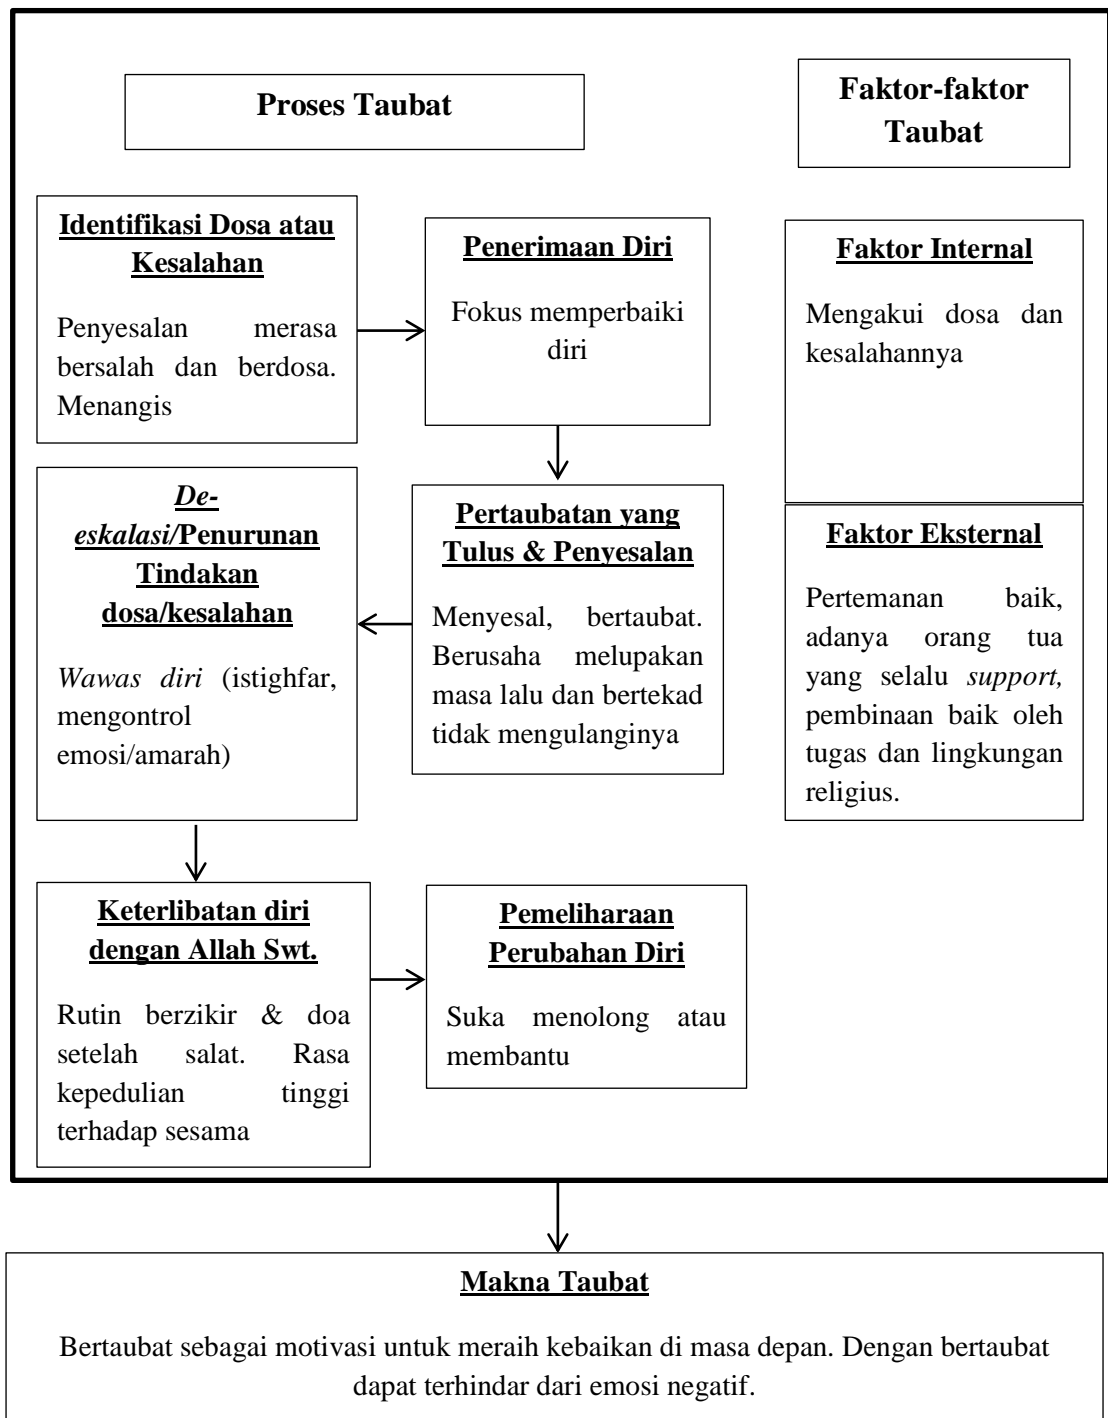 Proses Taubat
Faktor-faktor
Taubat
Identifikasi Dosa atau
Kesalahan
Penyesalan merasa
bersalah dan berdosa.
Menangis
Penerimaan Diri
Fokus memperbaiki
diri
Faktor Internal
Mengakui dosa dan
kesalahannya
De-
eskalasi/Penurunan
Tindakan
dosa/kesalahan
Wawas diri (istighfar,
mengontrol
emosi/amarah)
Pertaubatan yang
Tulus & Penyesalan
Menyesal, bertaubat.
Berusaha melupakan
masa lalu dan bertekad
tidak mengulanginya
Faktor Eksternal
Pertemanan baik,
adanya orang tua
yang selalu support,
pembinaan baik oleh
tugas dan lingkungan
religius.
Keterlibatan diri
dengan Allah Swt.
Rutin berzikir & doa
setelah salat. Rasa
kepedulian tinggi
terhadap sesama
Pemeliharaan
Perubahan Diri
Suka menolong atau
membantu
Makna Taubat
Bertaubat sebagai motivasi untuk meraih kebaikan di masa depan. Dengan bertaubat
dapat terhindar dari emosi negatif.